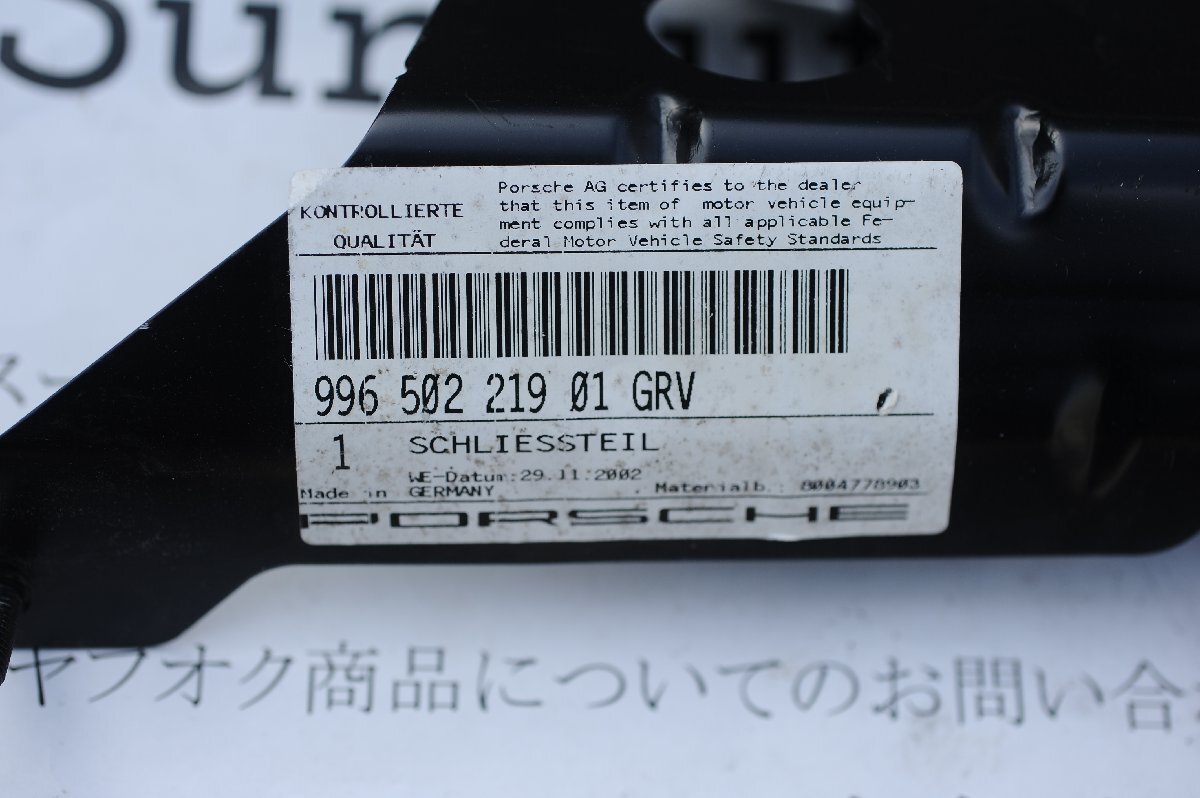 KONTROLLIERTE
QUALITÄT
Porsche AG certifies to the dealer
that this item of motor vehicle equip-
ment complies with all applicable Fe-
deral Motor Vehicle Safety Standards
996 502 219 01 GRV
1 SCHLIESSTEIL
WE-Datum:29.11.2002
Made in GERMANY Materialb.: 8004778903
PORSCHE
ヤフオク商品についてのお問い合